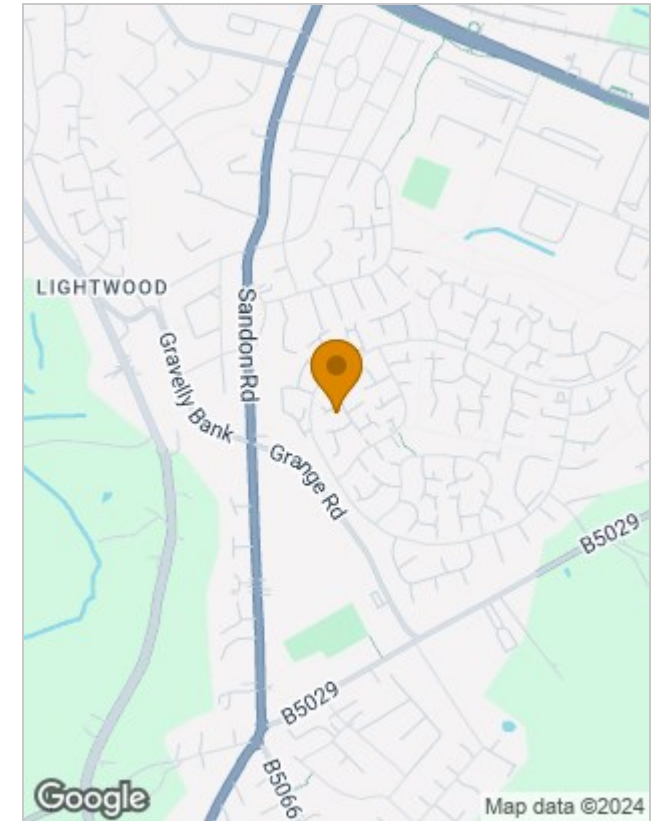 LIGHTWOOD
Sandon Rd
Gravelly Bank
Grange Rd
B5029
B5029
B5066
Google
Map data ©2024